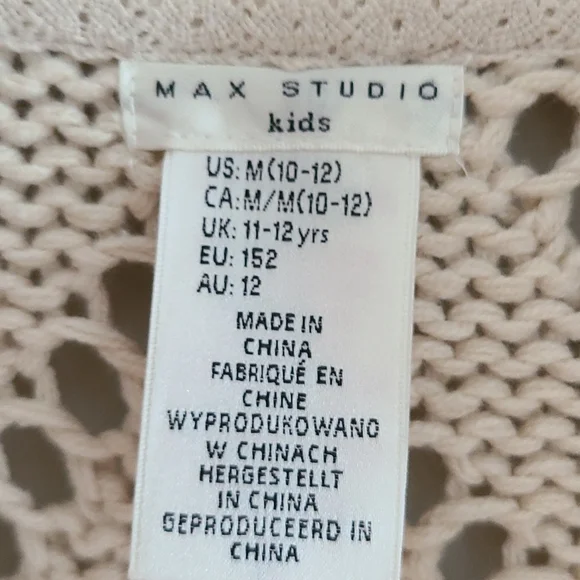 MAX STUDIO
kids
US: M(10-12)
CA: M/M(10-12)
UK: 11-12 yrs
EU: 152
AU: 12
MADE IN
CHINA
FABRIQUÉ EN
CHINE
WYPRODUKOWANO
W CHINACH
HERGESTELLT
IN CHINA
GEPRODUCEERD IN
CHINA